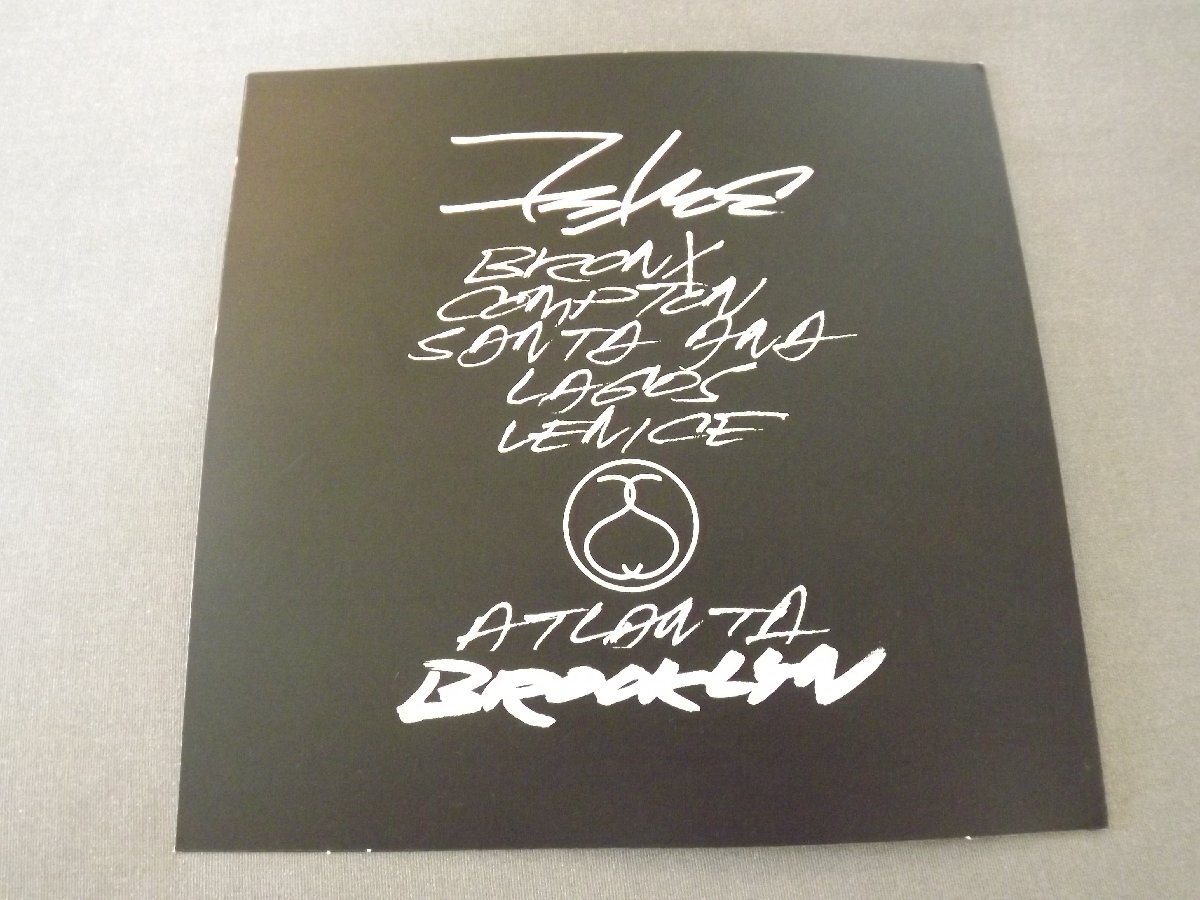 BRONX
COMPTON
SANTA ANA
LAGOS
VENICE
ATLANTA
BROOKLYN